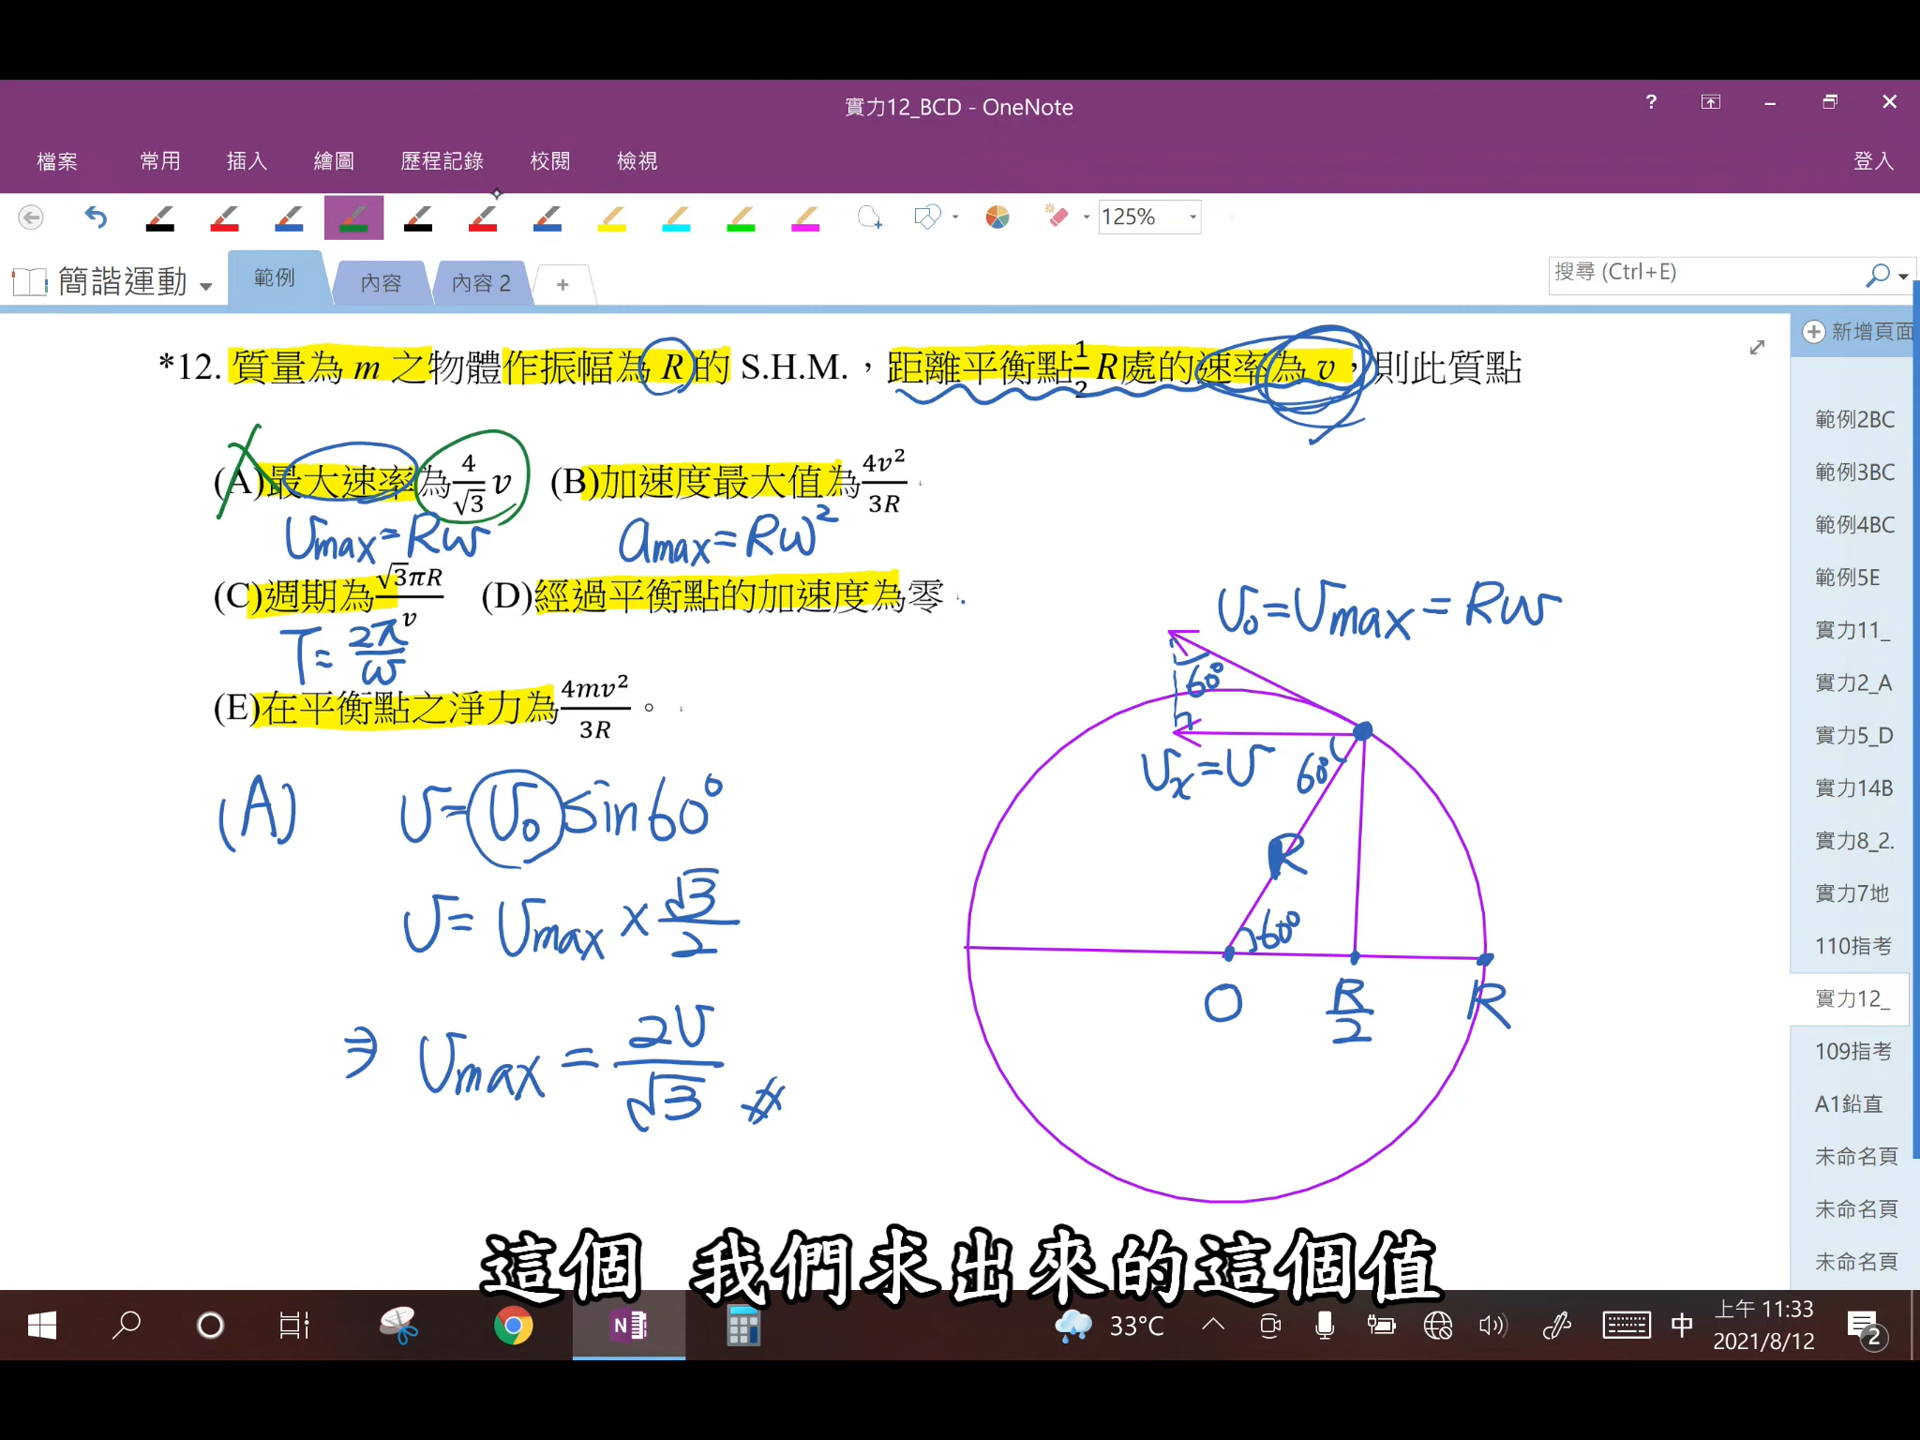 實力12_BCD - OneNote
?
檔案 常用 插入 繪圖 歷程記錄 校閱 檢視 登入
125%
簡諧運動 範例 內容 內容 2 + 搜尋 (Ctrl+E)
新增頁面
*12. 質量為 m 之物體作振幅為 R 的 S.H.M.，距離平衡點 1/2 R處的速率為 v，則此質點
(A)最大速率為 4/√3 v (B)加速度最大值為 4v²/3R
Vmax=Rw amax=Rw²
(C)週期為 √3πR/v (D)經過平衡點的加速度為零
T=2π/w
(E)在平衡點之淨力為 4mv²/3R 。
(A) V=V₀ sin60°
V=Vmax × √3/2
⇒ Vmax = 2V/√3 #
V₀=Vmax=Rw
60°
Vx=V 60°
R
60°
O R/2 R
範例2BC
範例3BC
範例4BC
範例5E
實力11_
實力2_A
實力5_D
實力14B
實力8_2.
實力7地
110指考
實力12_
109指考
A1鉛直
未命名頁
未命名頁
未命名頁
這個 我們求出來的這個值
N
33°C 中 上午 11:33
2021/8/12
2